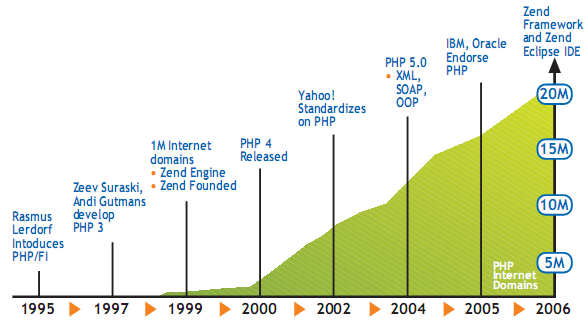 Rasmus
Lerdorf
Intoduces
PHP/FI
Zeev Suraski,
Andi Gutmans
develop
PHP 3
1M Internet
domains
• Zend Engine
• Zend Founded
PHP 4
Released
Yahoo!
Standardizes
on PHP
PHP 5.0
• XML,
SOAP,
OOP
IBM, Oracle
Endorse
PHP
Zend
Framework
and Zend
Eclipse IDE
20M
15M
10M
5M
PHP
Internet
Domains
1995 1997 1999 2000 2002 2004 2005 2006